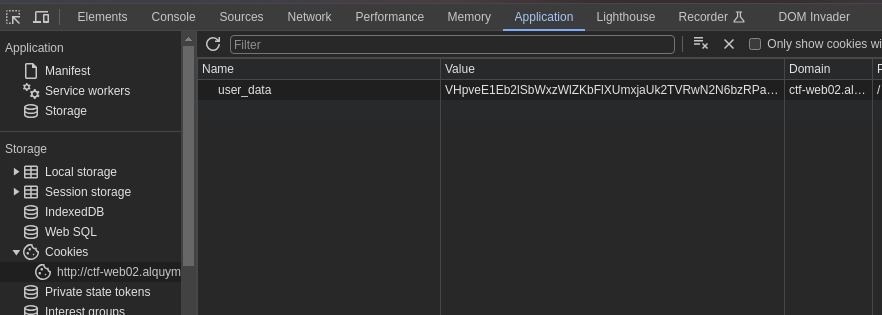 Elements Console Sources Network Performance Memory Application Lighthouse Recorder DOM Invader
Application
Manifest
Service workers
Storage
Storage
Local storage
Session storage
IndexedDB
Web SQL
Cookies
http://ctf-web02.alquym
Private state tokens
Interest groups
Filter
Only show cookies wi
Name Value Domain P
user_data VHpveE1Eb2lSbWxzWlZKbFlXUmxjaUk2TVRwN2N6bzRPa... ctf-web02.al... /